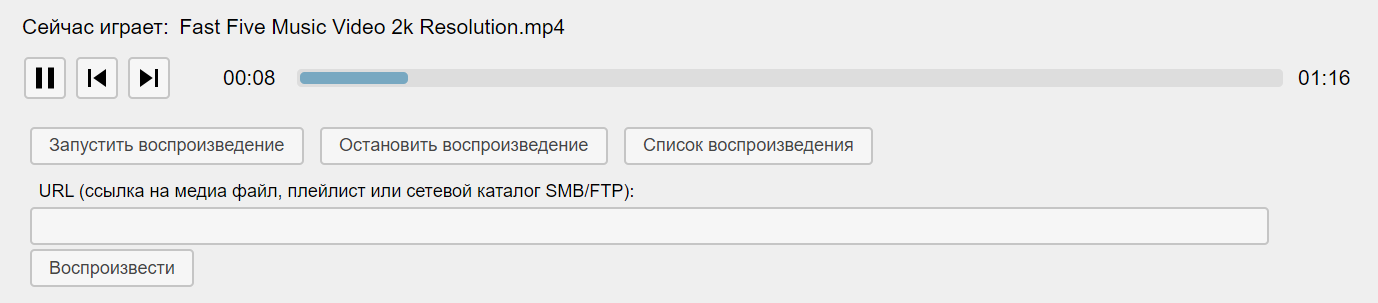 Сейчас играет: Fast Five Music Video 2k Resolution.mp4
00:08 01:16
Запустить воспроизведение Остановить воспроизведение Список воспроизведения
URL (ссылка на медиа файл, плейлист или сетевой каталог SMB/FTP):
Воспроизвести